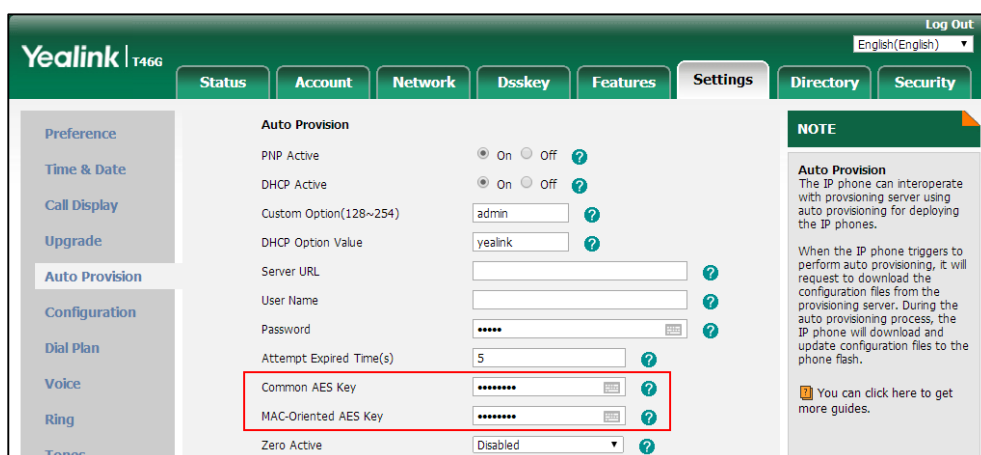 Log Out
English(English)
Yealink T46G
Status Account Network Dsskey Features Settings Directory Security
Preference
Time & Date
Call Display
Upgrade
Auto Provision
Configuration
Dial Plan
Voice
Ring
Tones
Auto Provision
PNP Active On Off ?
DHCP Active On Off ?
Custom Option(128~254) admin ?
DHCP Option Value yealink ?
Server URL ?
User Name ?
Password ••••• ?
Attempt Expired Time(s) 5 ?
Common AES Key •••••••• ?
MAC-Oriented AES Key •••••••• ?
Zero Active Disabled ?
NOTE
Auto Provision
The IP phone can interoperate
with provisioning server using
auto provisioning for deploying
the IP phones.
When the IP phone triggers to
perform auto provisioning, it will
request to download the
configuration files from the
provisioning server. During the
auto provisioning process, the
IP phone will download and
update configuration files to the
phone flash.
? You can click here to get
more guides.